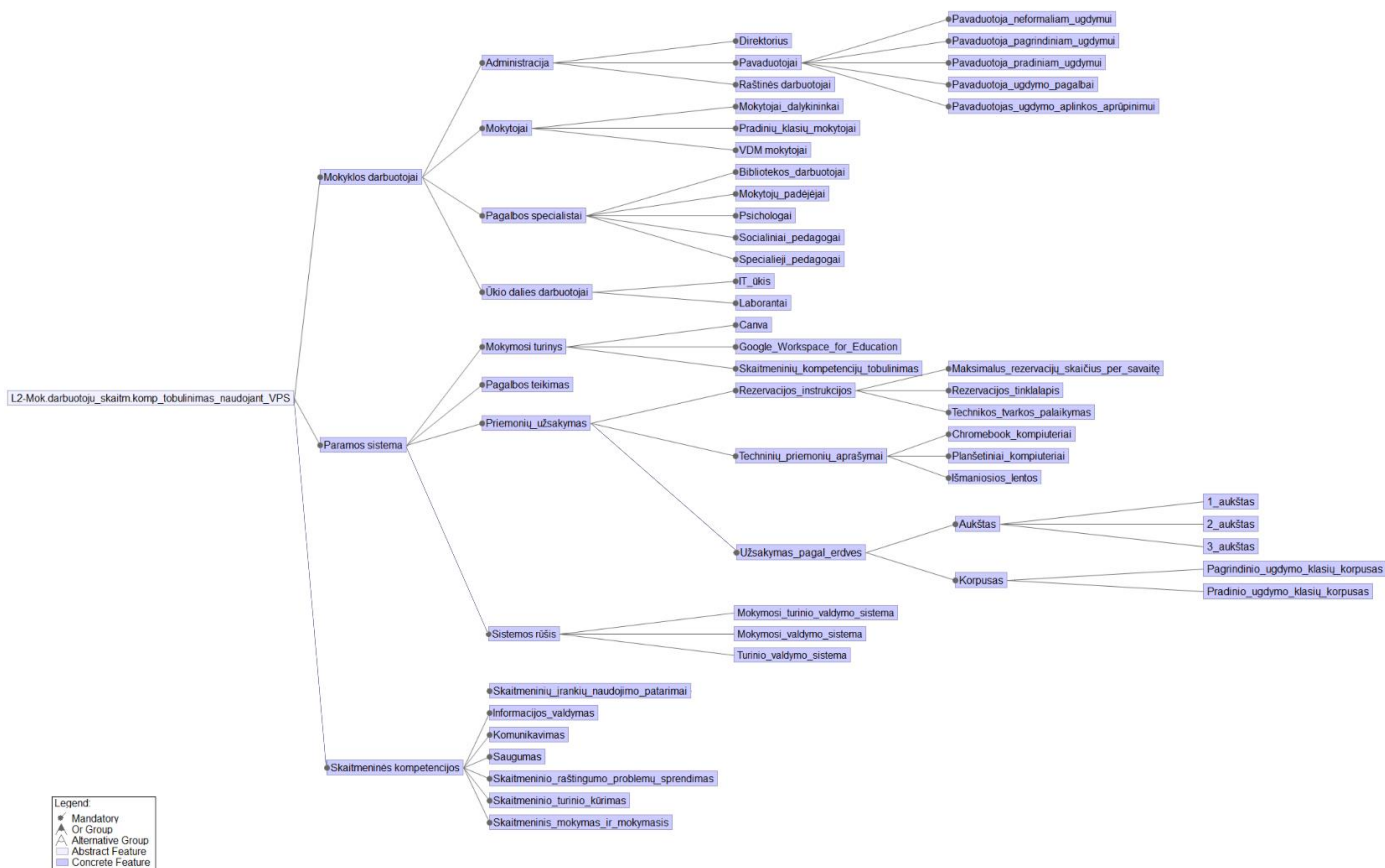 L2-Mok.darbuotoju_skaitm.komp_tobulinimas_naudojant_VPS
Mokyklos darbuotojai
Administracija
Direktorius
Pavaduotojai
Pavaduotoja_neformaliam_ugdymui
Pavaduotoja_pagrindiniam_ugdymui
Pavaduotoja_pradiniam_ugdymui
Pavaduotoja_ugdymo_pagalbai
Pavaduotojas_ugdymo_aplinkos_aprūpinimui
Raštinės darbuotojai
Mokytojai
Mokytojai_dalykininkai
Pradinių_klasių_mokytojai
VDM mokytojai
Pagalbos specialistai
Bibliotekos_darbuotojai
Mokytojų_padėjėjai
Psichologai
Socialiniai_pedagogai
Specialieji_pedagogai
Ūkio dalies darbuotojai
IT_ūkis
Laborantai
Paramos sistema
Mokymosi turinys
Canva
Google_Workspace_for_Education
Skaitmeninių_kompetencijų_tobulinimas
Pagalbos teikimas
Priemonių_užsakymas
Rezervacijos_instrukcijos
Maksimalus_rezervacijų_skaičius_per_savaitę
Rezervacijos_tinklalapis
Technikos_tvarkos_palaikymas
Techninių_priemonių_aprašymai
Chromebook_kompiuteriai
Planšetiniai_kompiuteriai
Išmaniosios_lentos
Užsakymas_pagal_erdves
Aukštas
1_aukštas
2_aukštas
3_aukštas
Korpusas
Pagrindinio_ugdymo_klasių_korpusas
Pradinio_ugdymo_klasių_korpusas
Sistemos rūšis
Mokymosi_turinio_valdymo_sistema
Mokymosi_valdymo_sistema
Turinio_valdymo_sistema
Skaitmeninės kompetencijos
Skaitmeninių_įrankių_naudojimo_patarimai
Informacijos_valdymas
Komunikavimas
Saugumas
Skaitmeninio_raštingumo_problemų_sprendimas
Skaitmeninio_turinio_kūrimas
Skaitmeninis_mokymas_ir_mokymasis
Legend:
Mandatory
Or Group
Alternative Group
Abstract Feature
Concrete Feature